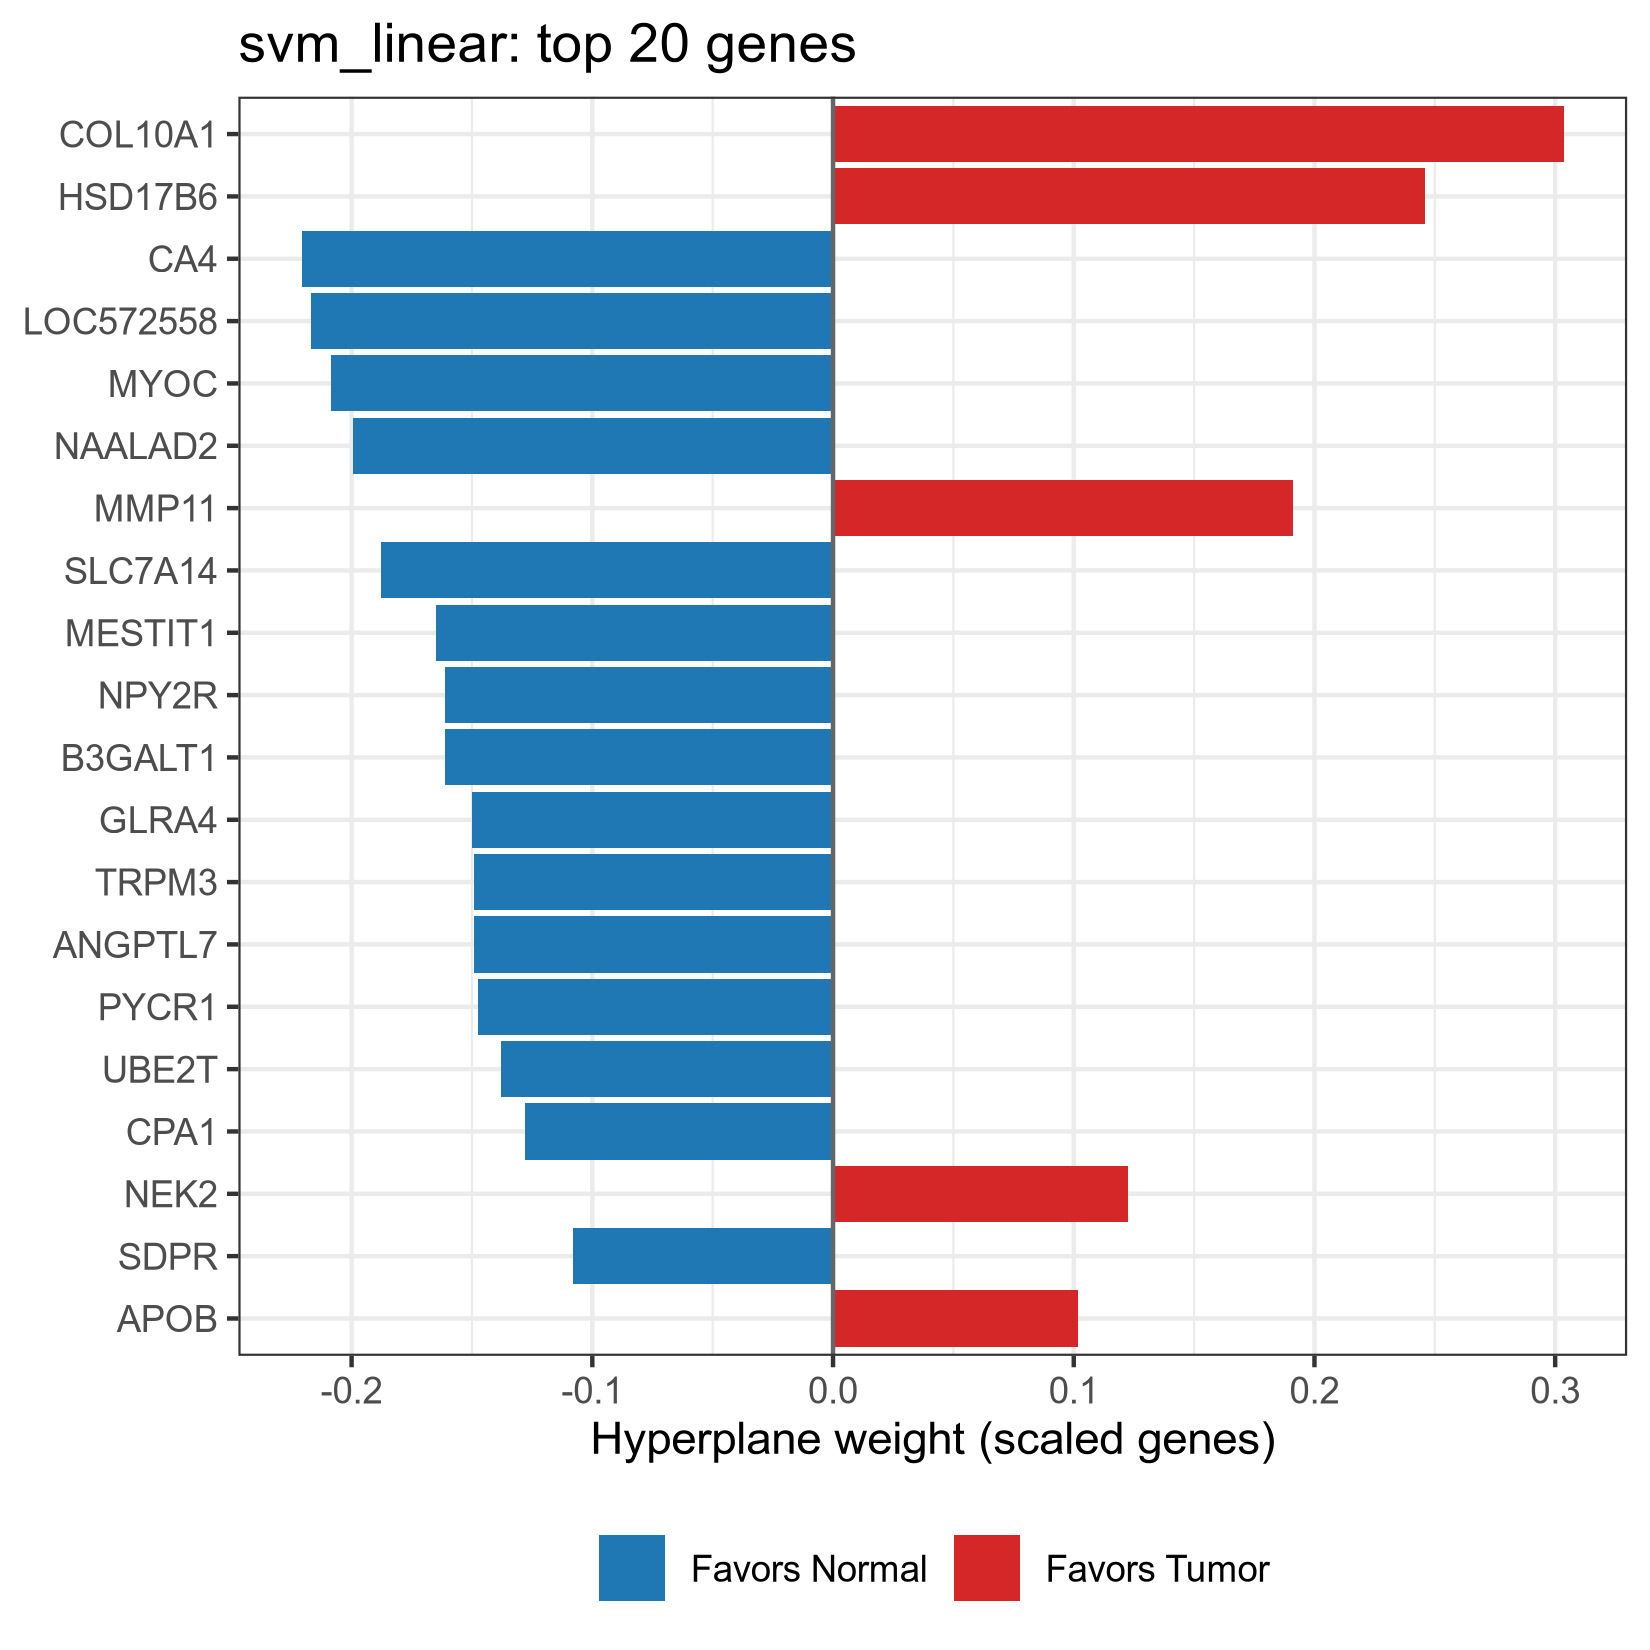 svm_linear: top 20 genes
COL10A1
HSD17B6
CA4
LOC572558
MYOC
NAALAD2
MMP11
SLC7A14
MESTIT1
NPY2R
B3GALT1
GLRA4
TRPM3
ANGPTL7
PYCR1
UBE2T
CPA1
NEK2
SDPR
APOB
-0.2 -0.1 0.0 0.1 0.2 0.3
Hyperplane weight (scaled genes)
Favors Normal Favors Tumor